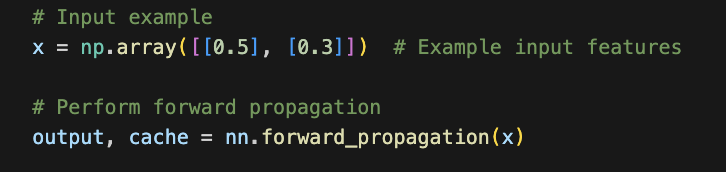 # Input example
x = np.array([[0.5], [0.3]])  # Example input features
# Perform forward propagation
output, cache = nn.forward_propagation(x)